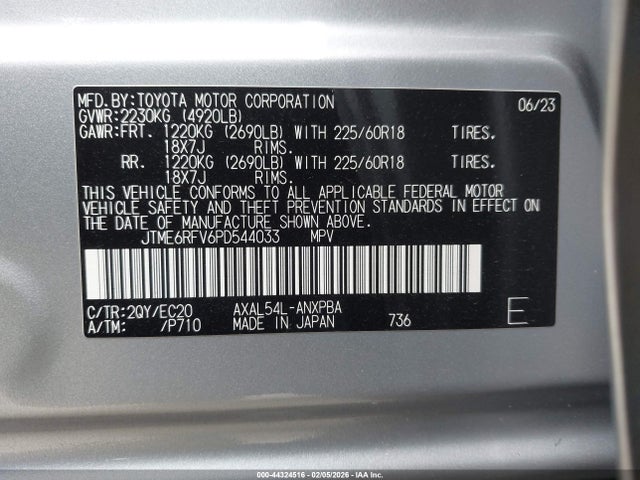 MFD.BY:TOYOTA MOTOR CORPORATION 06/23
GVWR:2230KG (4920LB)
GAWR:FRT. 1220KG (2690LB) WITH 225/60R18 TIRES.
18X7J RIMS.
RR. 1220KG (2690LB) WITH 225/60R18 TIRES.
18X7J RIMS.
THIS VEHICLE CONFORMS TO ALL APPLICABLE FEDERAL MOTOR
VEHICLE SAFETY AND THEFT PREVENTION STANDARDS IN EFFECT ON
THE DATE OF MANUFACTURE SHOWN ABOVE.
JTME6RFV6PD544033 MPV
C/TR:2QY/EC20 AXAL54L-ANXPBA
A/TM: /P710 MADE IN JAPAN 736 E
000-44324516 - 02/05/2026 - IAA Inc.